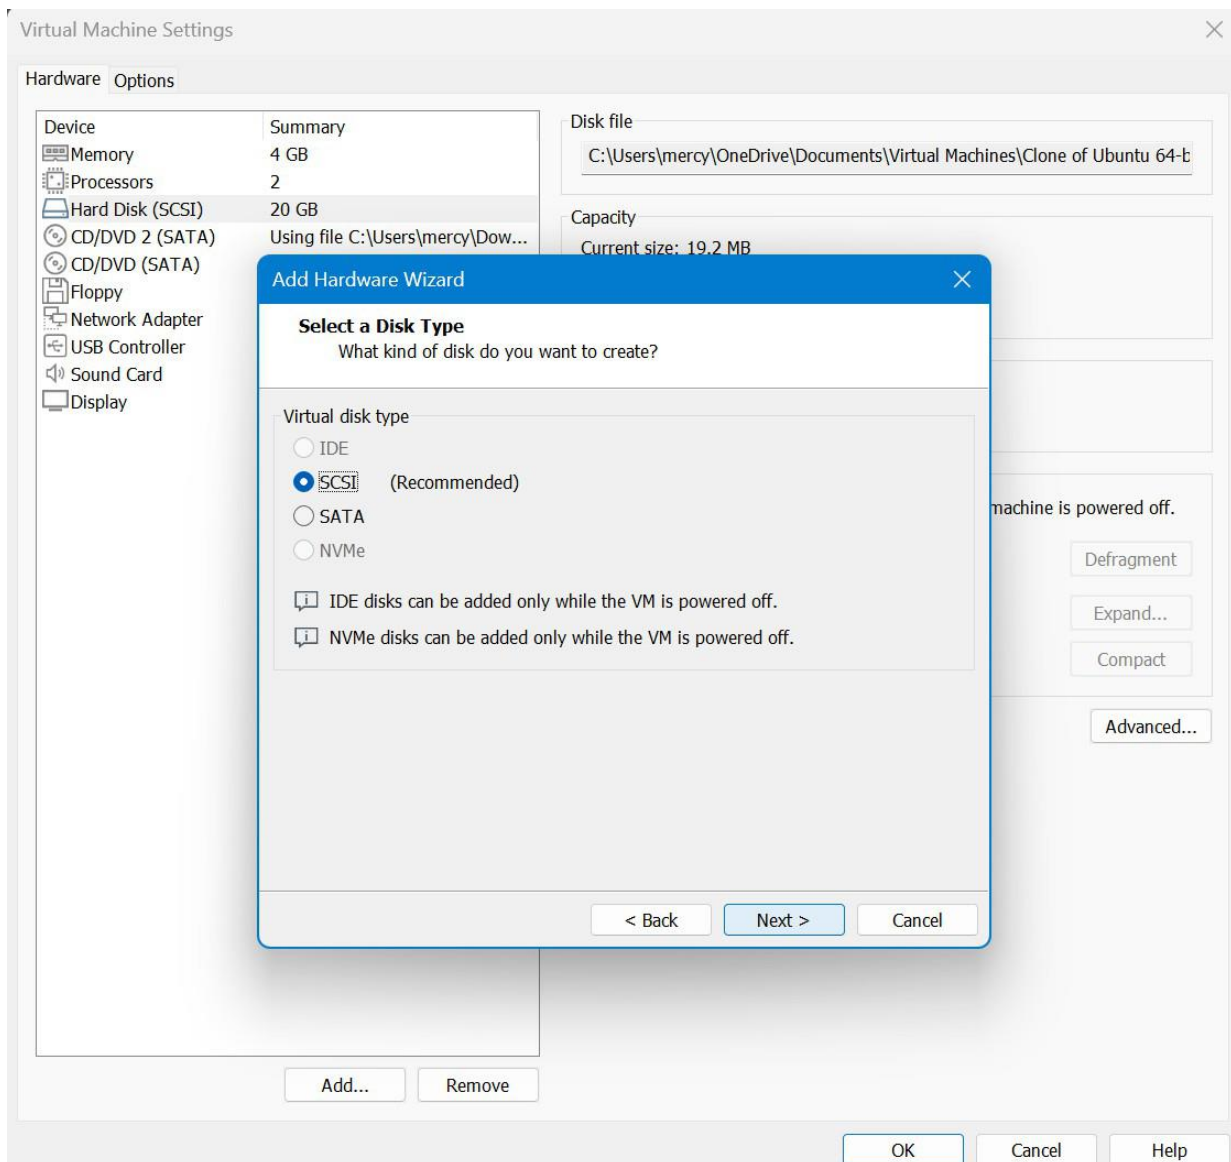 Virtual Machine Settings
Hardware Options
Device Summary
Memory 4 GB
Processors 2
Hard Disk (SCSI) 20 GB
CD/DVD 2 (SATA) Using file C:\Users\mercy\Dow...
CD/DVD (SATA)
Floppy
Network Adapter
USB Controller
Sound Card
Display
Add... Remove
Disk file
C:\Users\mercy\OneDrive\Documents\Virtual Machines\Clone of Ubuntu 64-b
Capacity
Current size: 19.2 MB
machine is powered off.
Defragment
Expand...
Compact
Advanced...
Add Hardware Wizard
Select a Disk Type
What kind of disk do you want to create?
Virtual disk type
IDE
SCSI (Recommended)
SATA
NVMe
IDE disks can be added only while the VM is powered off.
NVMe disks can be added only while the VM is powered off.
< Back Next > Cancel
OK Cancel Help